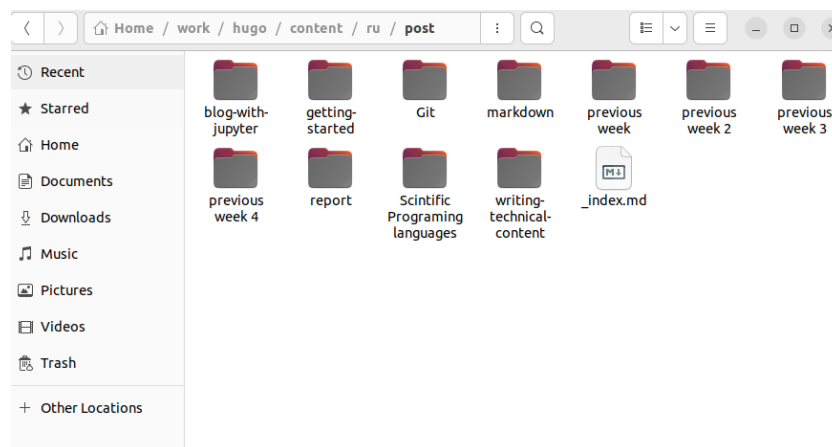 Home / work / hugo / content / ru / post
Recent
Starred
Home
Documents
Downloads
Music
Pictures
Videos
Trash
Other Locations
blog-with-
jupyter
getting-
started
Git
markdown
previous
week
previous
week 2
previous
week 3
previous
week 4
report
Scintific
Programing
languages
writing-
technical-
content
M
_index.md